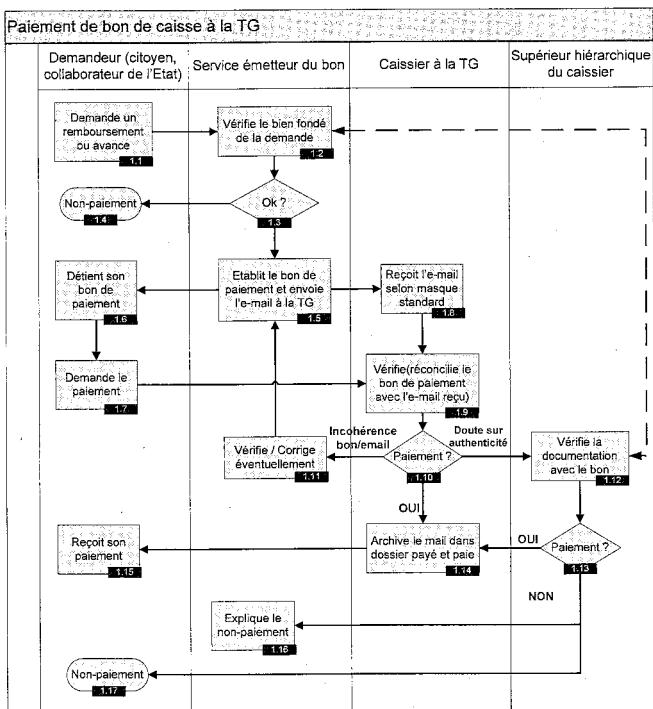 Paiement de bon de caisse à la TG
Demandeur (citoyen,
collaborateur de l'Etat)
Service émetteur du bon
Caissier à la TG
Supérieur hiérarchique
du caissier
Demande un
remboursement
ou avance
1.1
Vérifie le bien fondé
de la demande
1.2
Non-paiement
1.4
Ok ?
1.3
Détient son
bon de
paiement
1.6
Etablit le bon de
paiement et envoie
l'e-mail à la TG
1.5
Reçoit l'e-mail
selon masque
standard
1.8
Demande le
paiement
1.7
Vérifie(réconcilie le
bon de paiement
avec l'e-mail reçu)
1.9
Incohérence
bon/email
Doute sur
authenticité
Vérifie / Corrige
éventuellement
1.11
Paiement ?
1.10
Vérifie la
documentation
avec le bon
1.12
OUI
Reçoit son
paiement
1.15
Archive le mail dans
dossier payé et paie
1.14
OUI
Paiement ?
1.13
NON
Explique le
non-paiement
1.16
Non-paiement
1.17